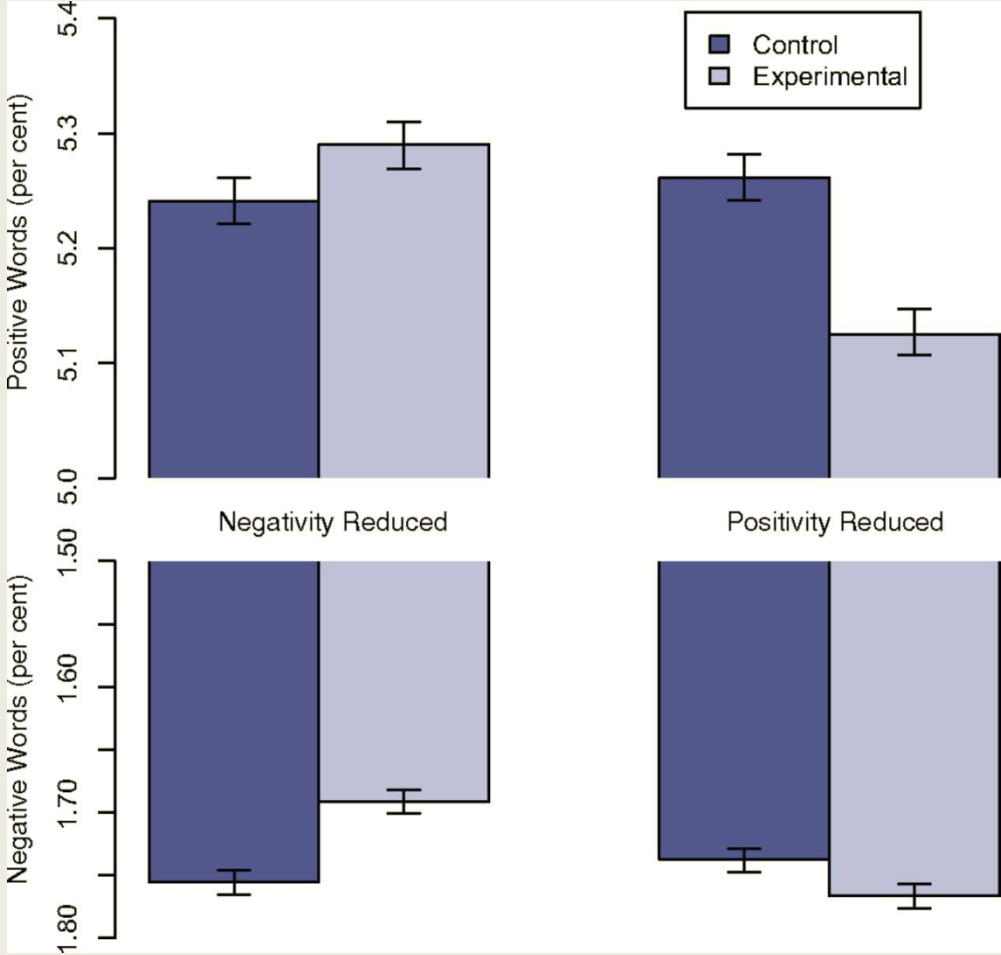 Control
Experimental
Positive Words (per cent)
5.4
5.3
5.2
5.1
5.0
Negativity Reduced
Positivity Reduced
Negative Words (per cent)
1.50
1.60
1.70
1.80